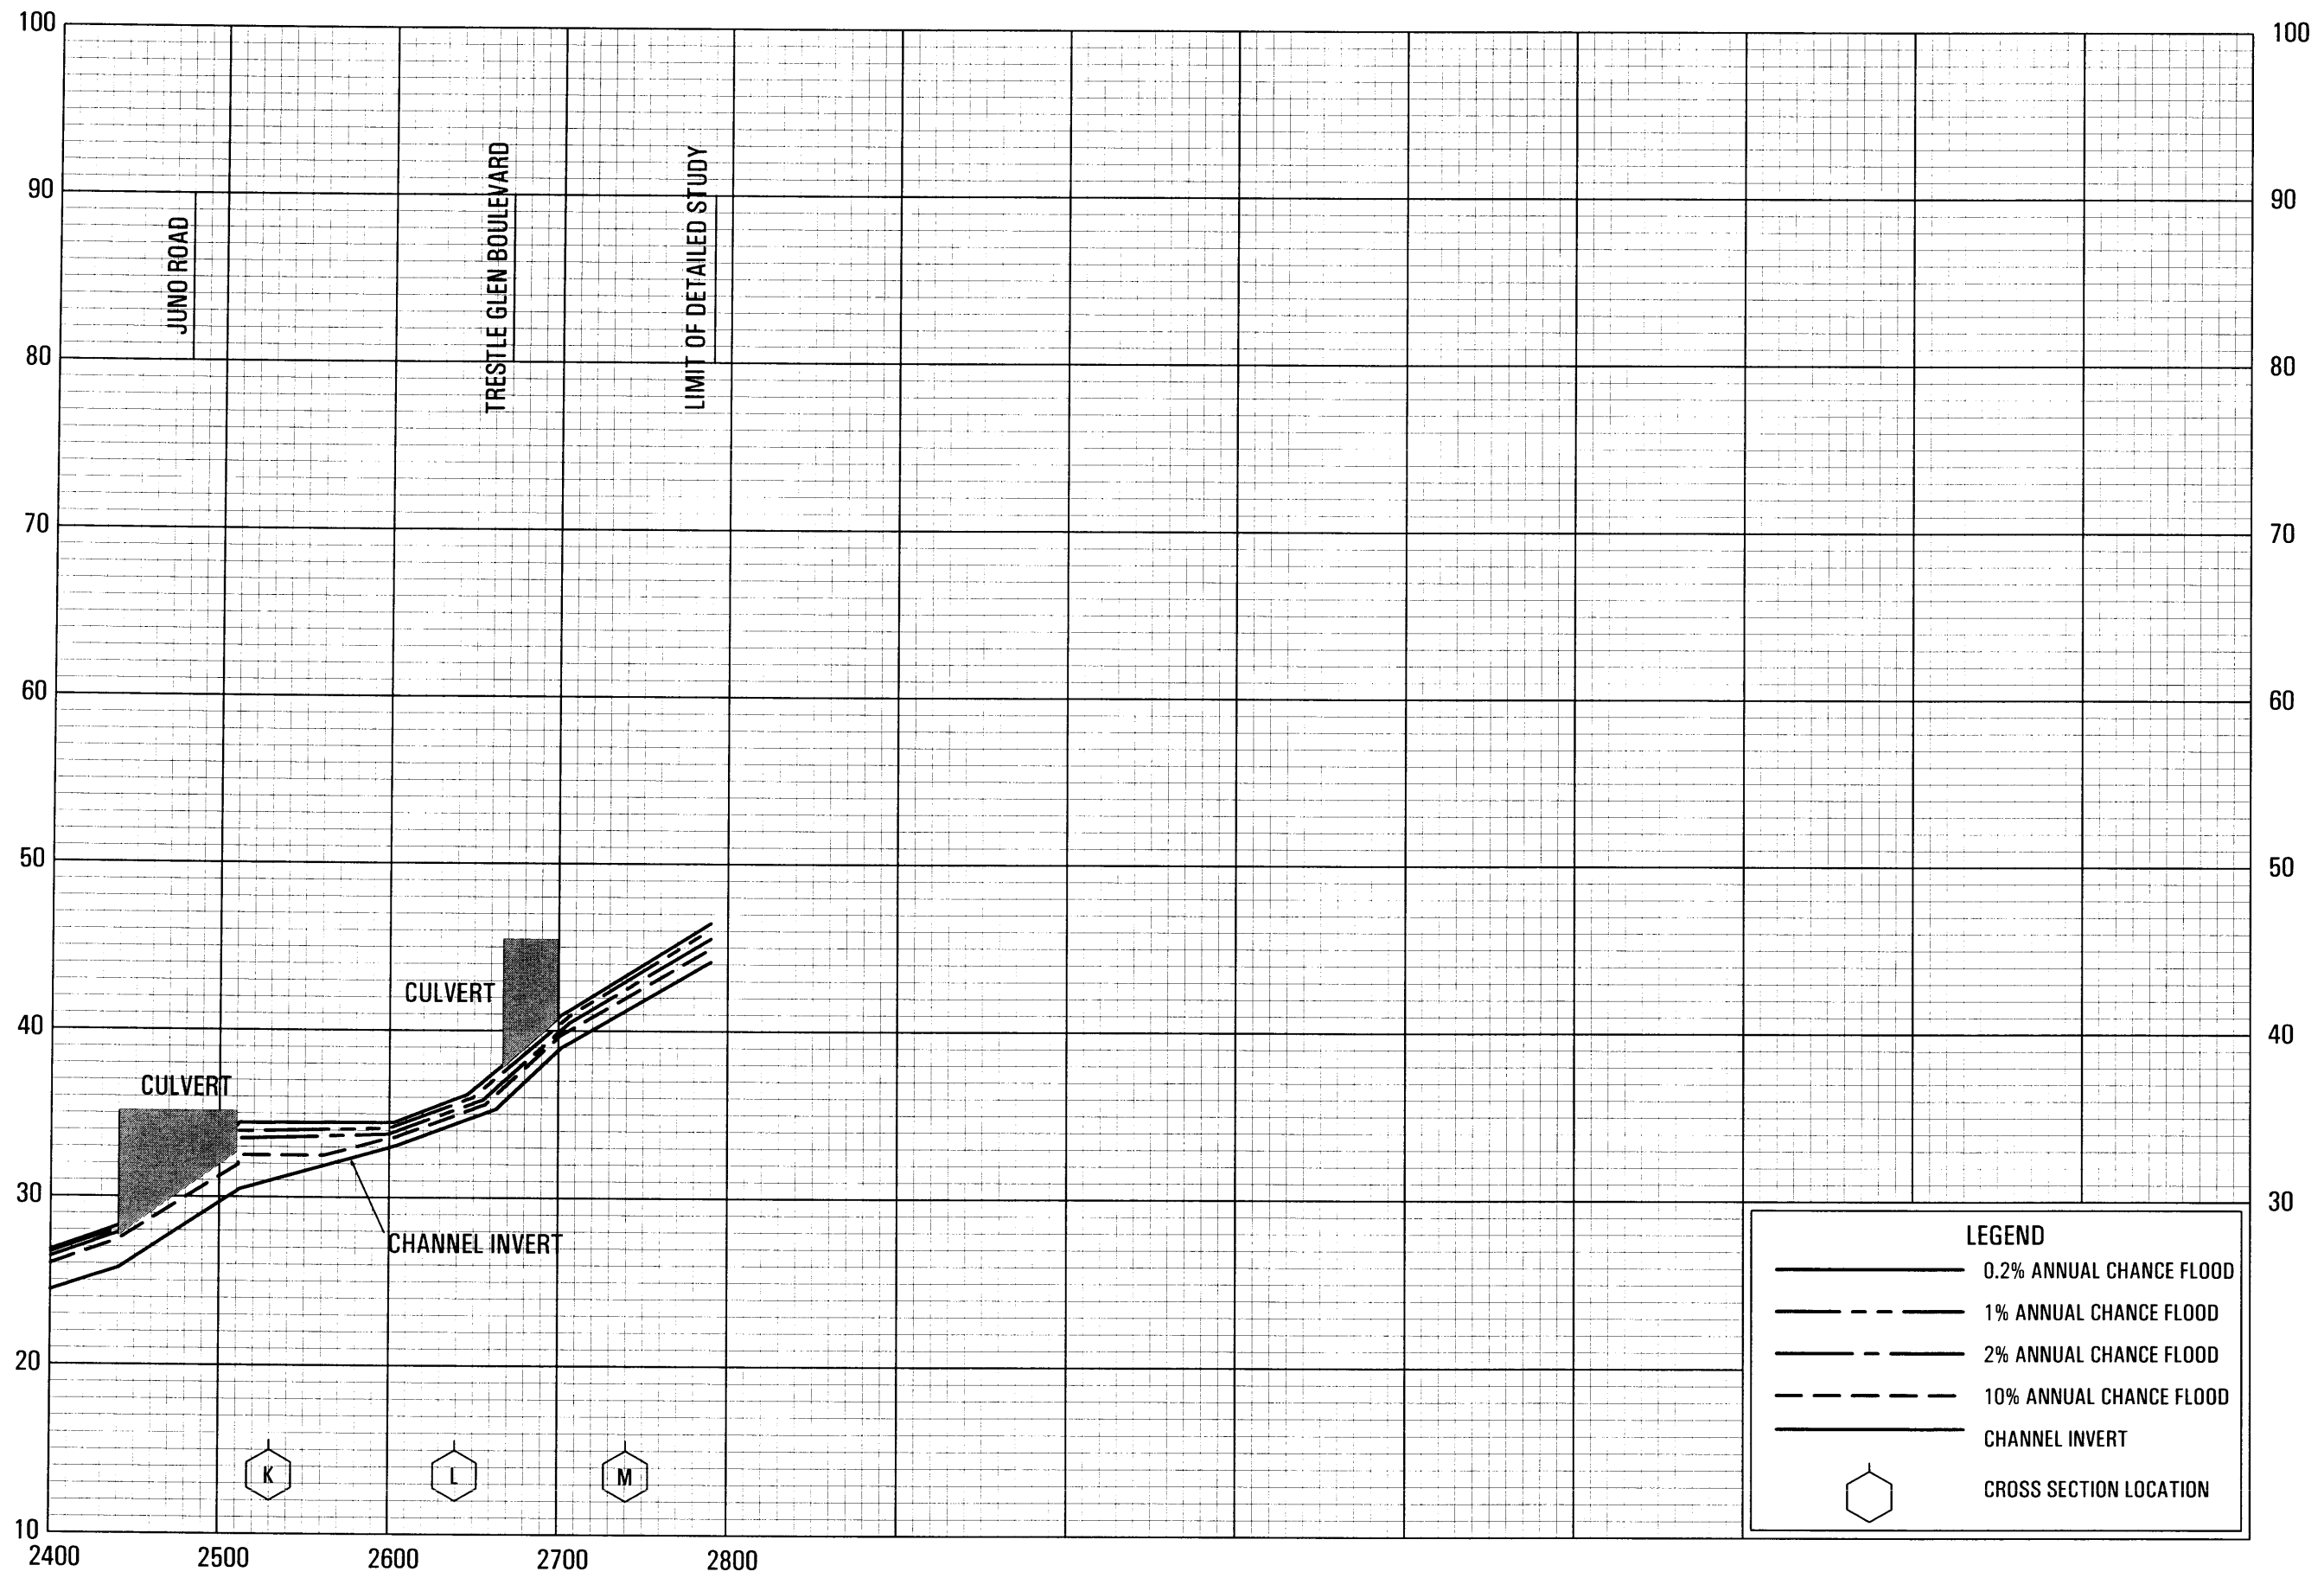 100
100
90
90
80
80
70
70
60
60
50
50
40
40
30
30
20
10
JUNO ROAD
TRESTLE GLEN BOULEVARD
LIMIT OF DETAILED STUDY
CULVERT
CULVERT
CHANNEL INVERT
LEGEND
0.2% ANNUAL CHANCE FLOOD
1% ANNUAL CHANCE FLOOD
2% ANNUAL CHANCE FLOOD
10% ANNUAL CHANCE FLOOD
CHANNEL INVERT
CROSS SECTION LOCATION
K
L
M
2400
2500
2600
2700
2800